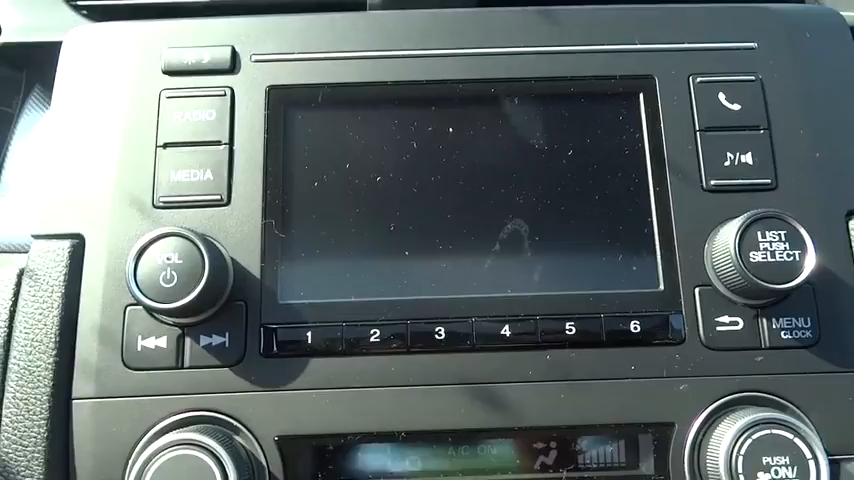 RADIO
MEDIA
VOL
1 2 3 4 5 6
LIST
PUSH
SELECT
MENU
CLOCK
A/C ON
PUSH
ON/